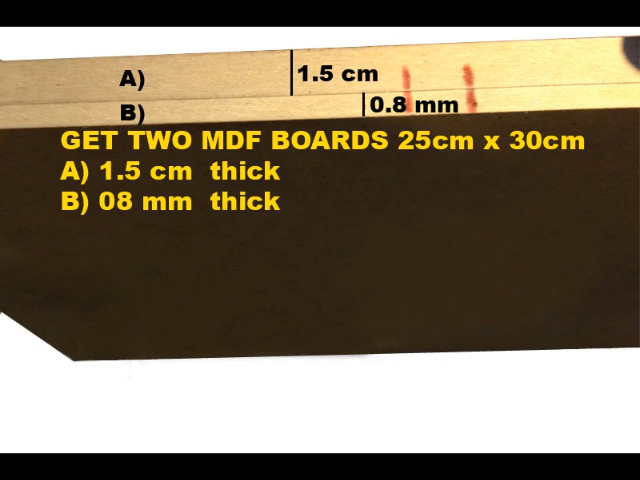 A)
1.5 cm
B)
0.8 mm
GET TWO MDF BOARDS 25cm x 30cm
A) 1.5 cm thick
B) 08 mm thick